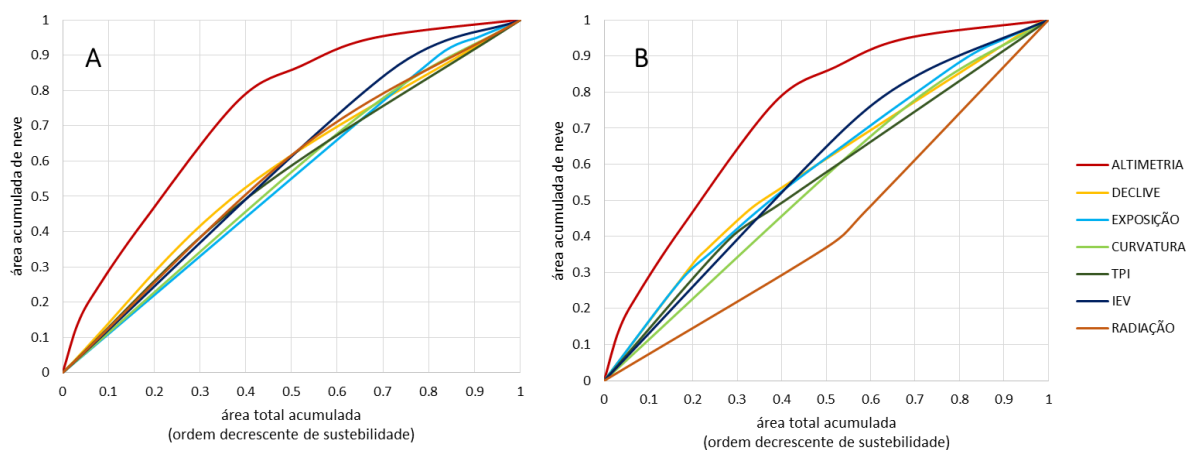 A
área acumulada de neve
1
0.9
0.8
0.7
0.6
0.5
0.4
0.3
0.2
0.1
0
0 0.1 0.2 0.3 0.4 0.5 0.6 0.7 0.8 0.9 1
área total acumulada
(ordem decrescente de sustebilidade)
B
área acumulada de neve
1
0.9
0.8
0.7
0.6
0.5
0.4
0.3
0.2
0.1
0
0 0.1 0.2 0.3 0.4 0.5 0.6 0.7 0.8 0.9 1
área total acumulada
(ordem decrescente de sustebilidade)
ALTIMETRIA
DECLIVE
EXPOSIÇÃO
CURVATURA
TPI
IEV
RADIAÇÃO